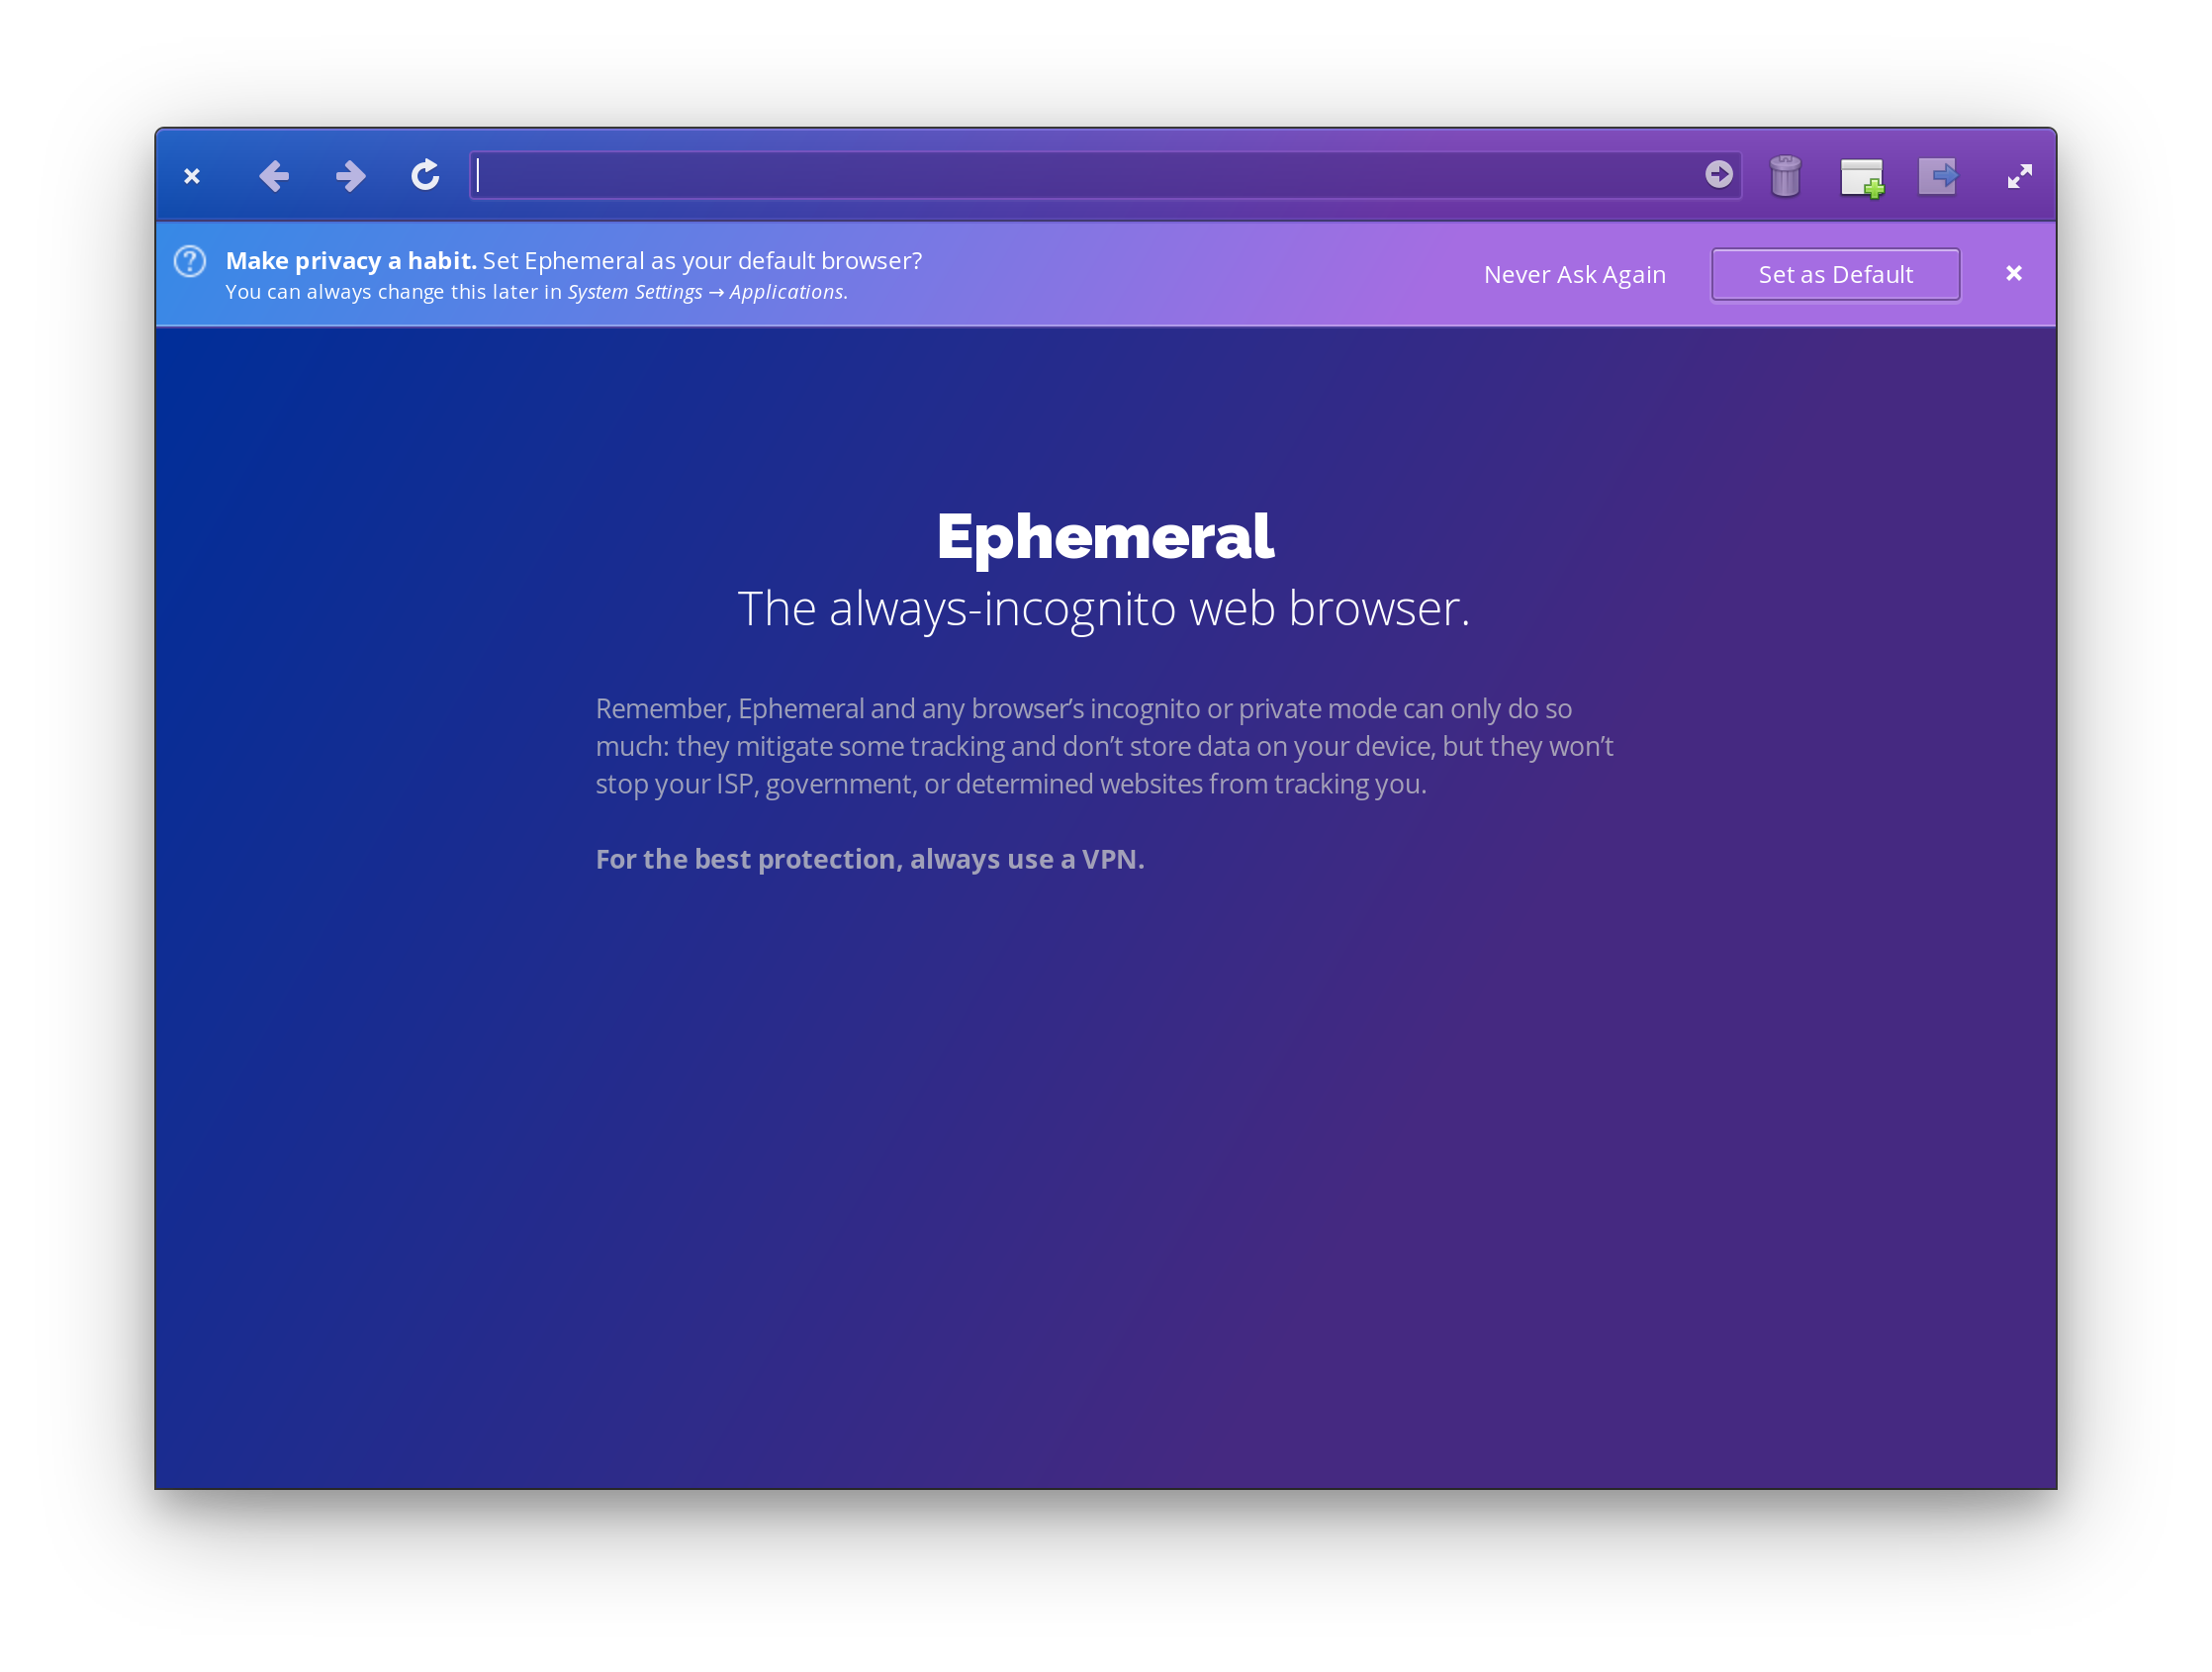 Make privacy a habit. Set Ephemeral as your default browser?
You can always change this later in System Settings → Applications.
Never Ask Again
Set as Default
Ephemeral
The always-incognito web browser.
Remember, Ephemeral and any browser’s incognito or private mode can only do so
much: they mitigate some tracking and don’t store data on your device, but they won’t
stop your ISP, government, or determined websites from tracking you.
For the best protection, always use a VPN.